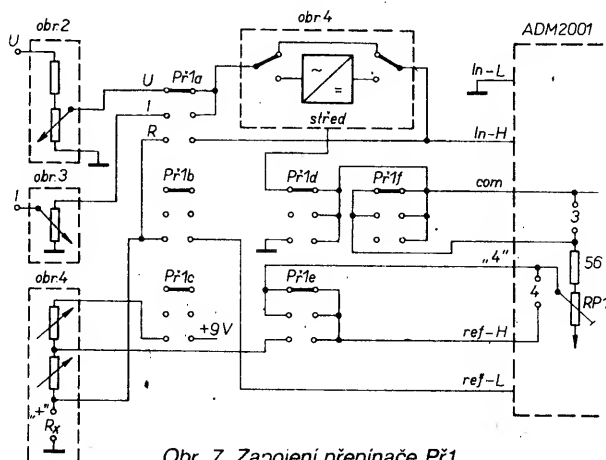 obr.2
U
obr.3
I
obr.4
„+"
Rx
U
I
R
Př1a
Př1b
Př1c
+9V
obr.4
~
=
střed
Př1d
Př1f
Př1e
ADM2001
In-L
In-H
com
3
„4"
56
4
RP1
ref-H
ref-L
Obr. 7. Zapojení přepínače Př1